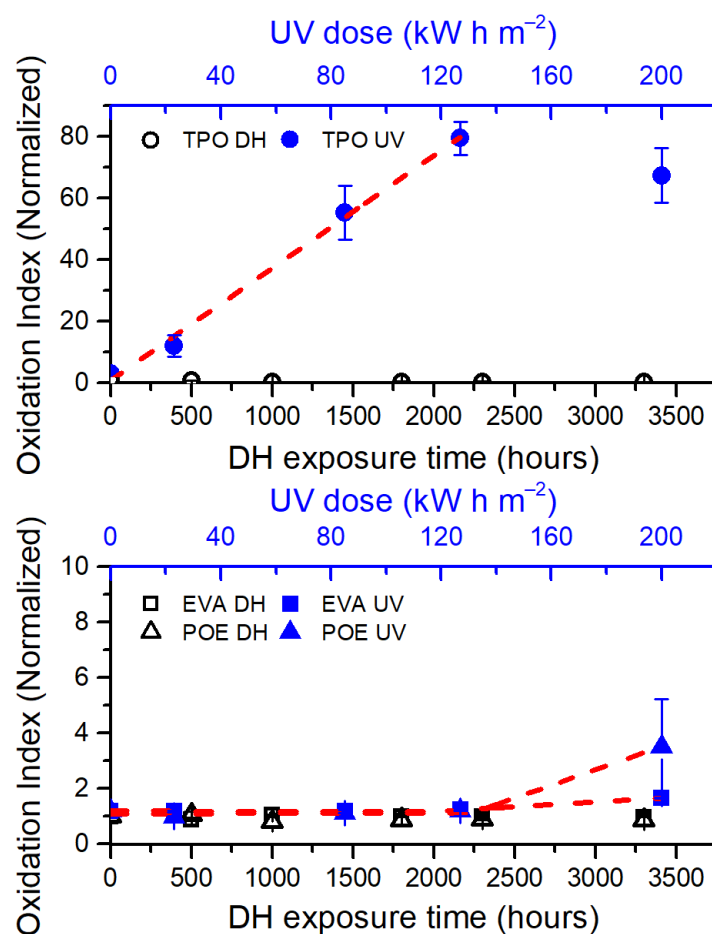 UV dose (kW h m⁻²)
0 40 80 120 160 200
80
60
40
20
0
Oxidation Index (Normalized)
TPO DH TPO UV
0 500 1000 1500 2000 2500 3000 3500
DH exposure time (hours)
UV dose (kW h m⁻²)
0 40 80 120 160 200
10
8
6
4
2
0
Oxidation Index (Normalized)
EVA DH EVA UV
POE DH POE UV
0 500 1000 1500 2000 2500 3000 3500
DH exposure time (hours)